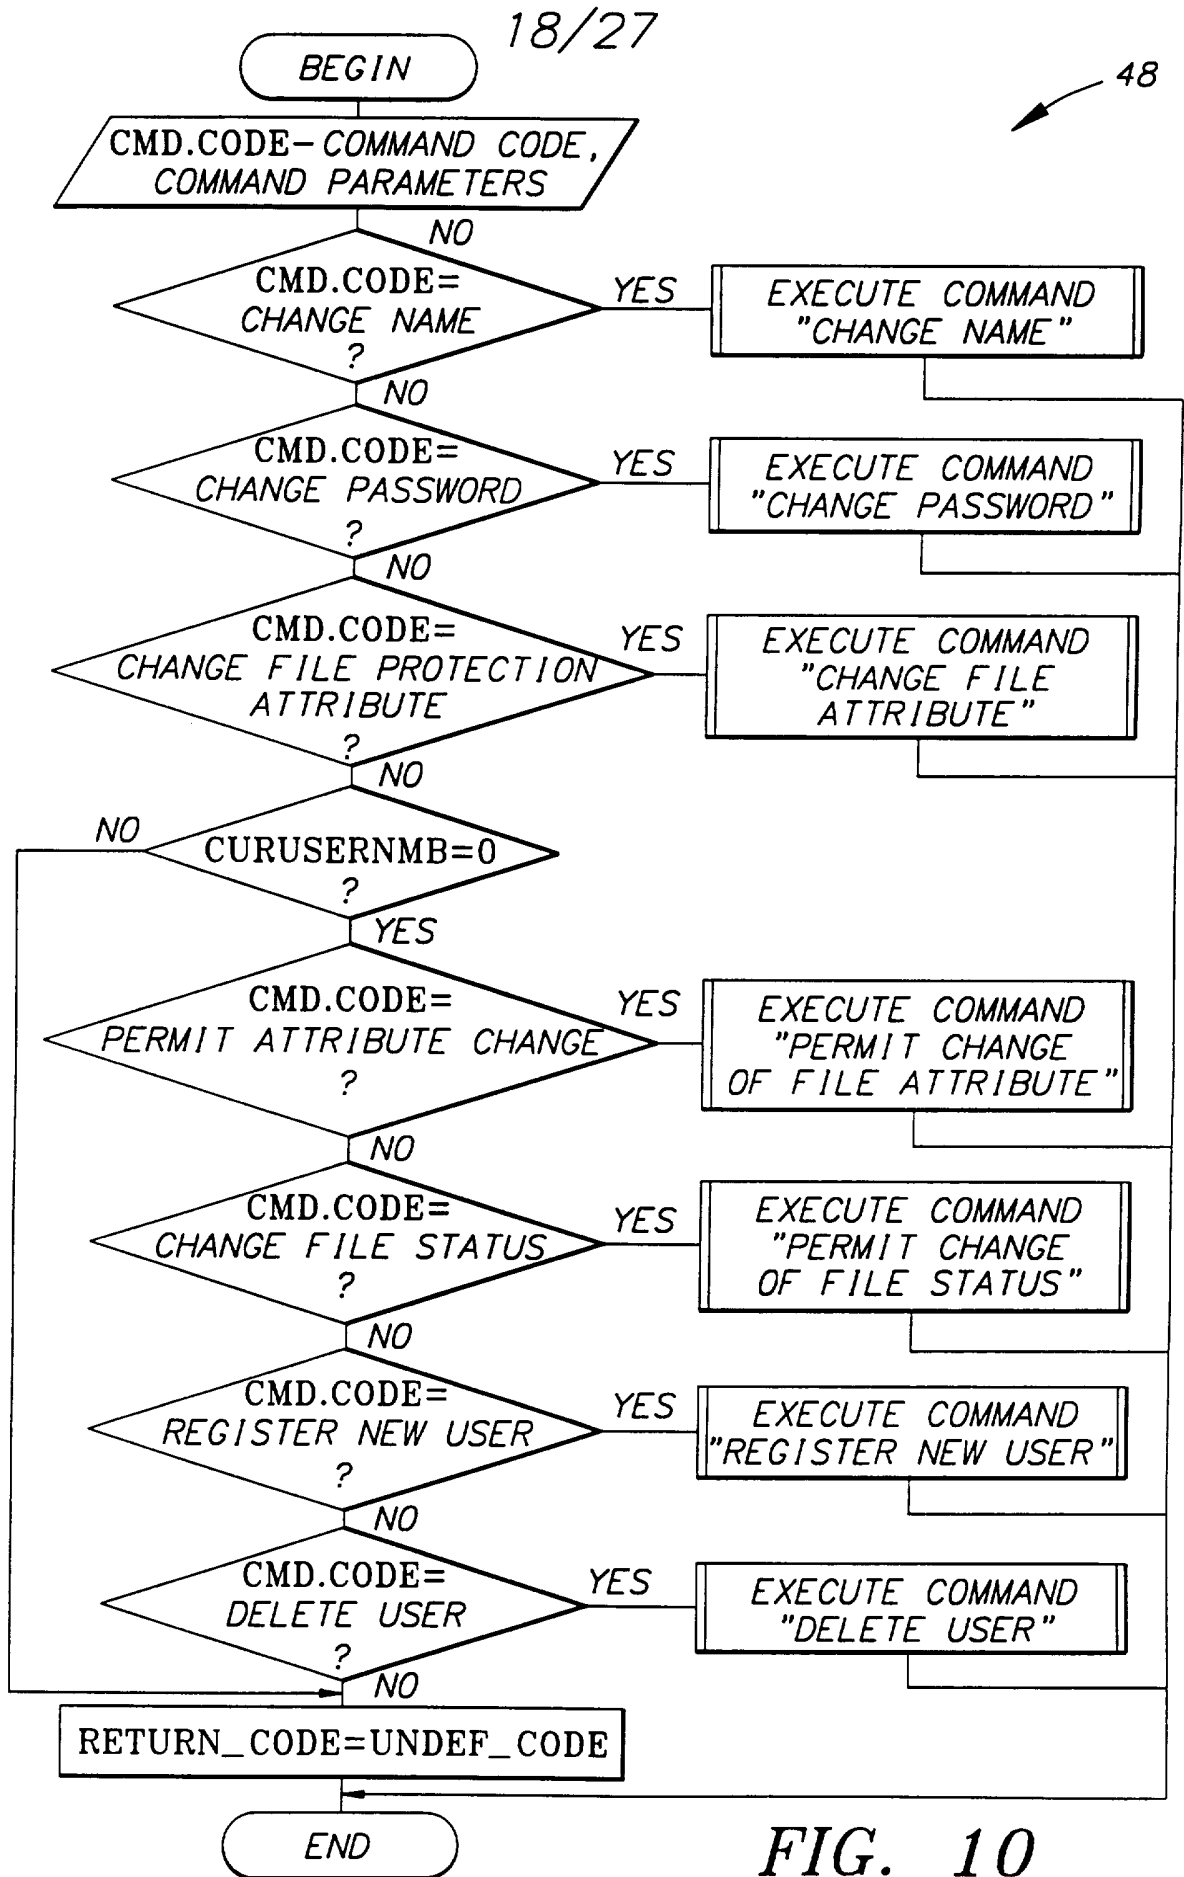 18/27
BEGIN
48
CMD.CODE-COMMAND CODE,
COMMAND PARAMETERS
NO
CMD.CODE=
CHANGE NAME
?
YES
EXECUTE COMMAND
"CHANGE NAME"
NO
CMD.CODE=
CHANGE PASSWORD
?
YES
EXECUTE COMMAND
"CHANGE PASSWORD"
NO
CMD.CODE=
CHANGE FILE PROTECTION
ATTRIBUTE
?
YES
EXECUTE COMMAND
"CHANGE FILE
ATTRIBUTE"
NO
NO
CURUSERNMB=0
?
YES
CMD.CODE=
PERMIT ATTRIBUTE CHANGE
?
YES
EXECUTE COMMAND
"PERMIT CHANGE
OF FILE ATTRIBUTE"
NO
CMD.CODE=
CHANGE FILE STATUS
?
YES
EXECUTE COMMAND
"PERMIT CHANGE
OF FILE STATUS"
NO
CMD.CODE=
REGISTER NEW USER
?
YES
EXECUTE COMMAND
"REGISTER NEW USER"
NO
CMD.CODE=
DELETE USER
?
YES
EXECUTE COMMAND
"DELETE USER"
NO
RETURN_CODE=UNDEF_CODE
END
FIG. 10